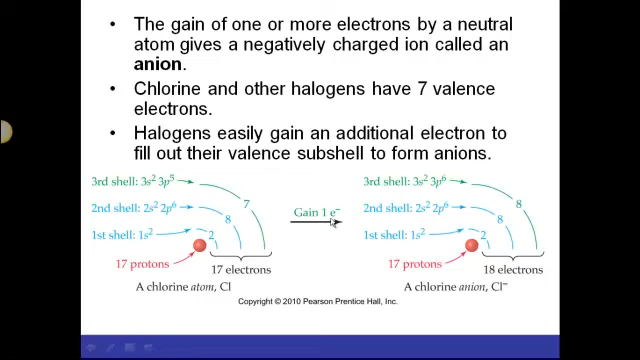 • The gain of one or more electrons by a neutral
atom gives a negatively charged ion called an
anion.
• Chlorine and other halogens have 7 valence
electrons.
• Halogens easily gain an additional electron to
fill out their valence subshell to form anions.
3rd shell: 3s² 3p⁵
7
2nd shell: 2s² 2p⁶
8
1st shell: 1s²
2
17 protons
17 electrons
A chlorine atom, Cl
Gain 1 e⁻
3rd shell: 3s² 3p⁶
8
2nd shell: 2s² 2p⁶
8
1st shell: 1s²
2
17 protons
18 electrons
A chlorine anion, Cl⁻
Copyright © 2010 Pearson Prentice Hall, Inc.